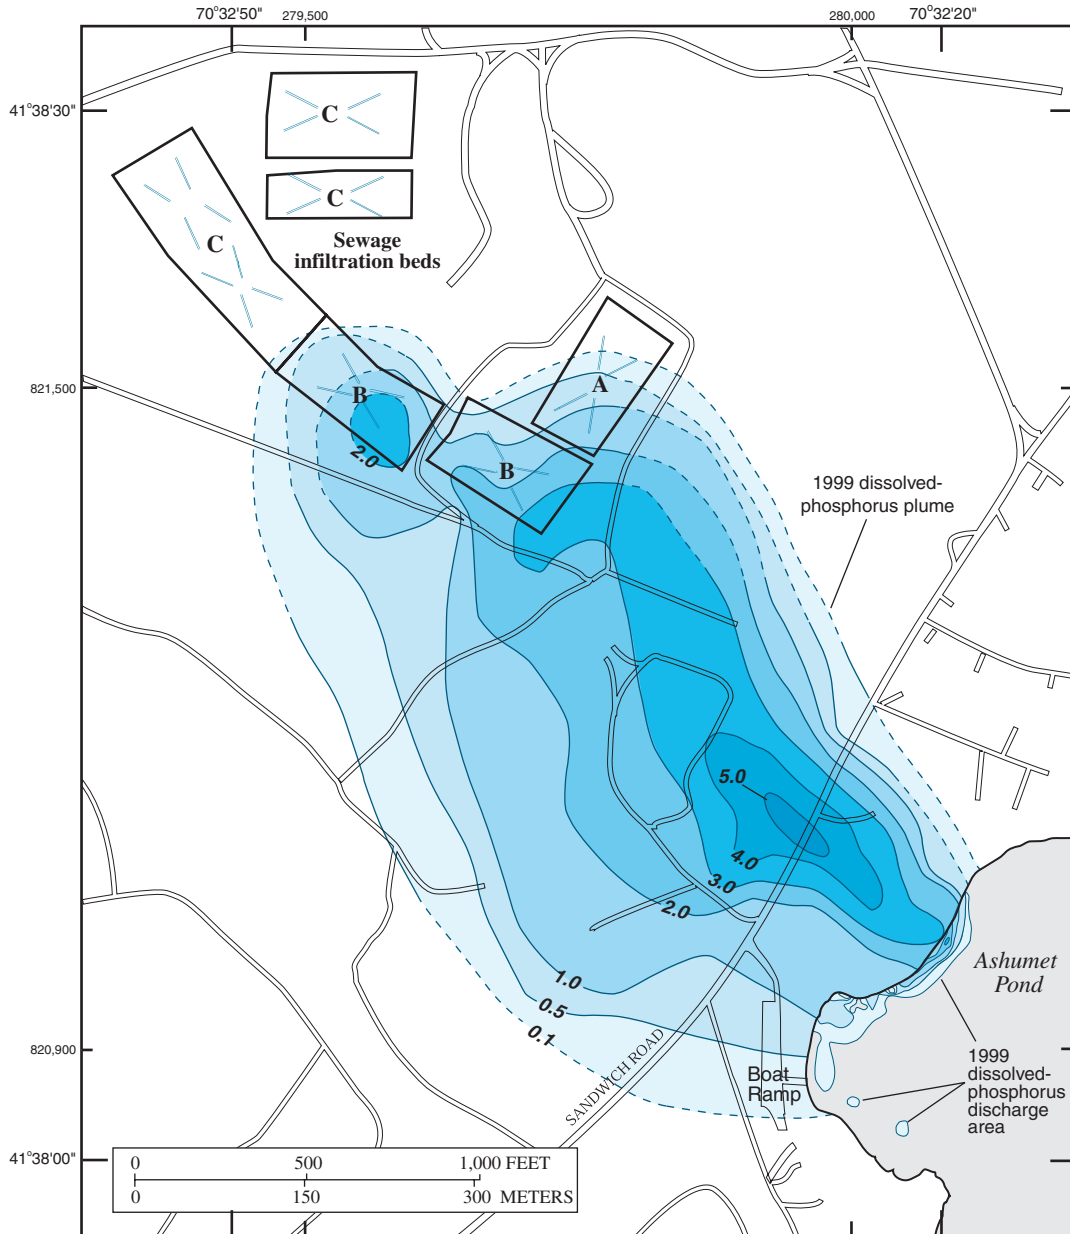 70°32'50"
279,500
280,000
70°32'20"
41°38'30"
C
C
C
Sewage
infiltration beds
A
821,500
B
2.0
B
1999 dissolved-
phosphorus plume
5.0
4.0
3.0
2.0
1.0
0.5
0.1
Ashumet
Pond
820,900
SANDWICH ROAD
Boat
Ramp
1999
dissolved-
phosphorus
discharge
area
41°38'00"
0 500 1,000 FEET
0 150 300 METERS